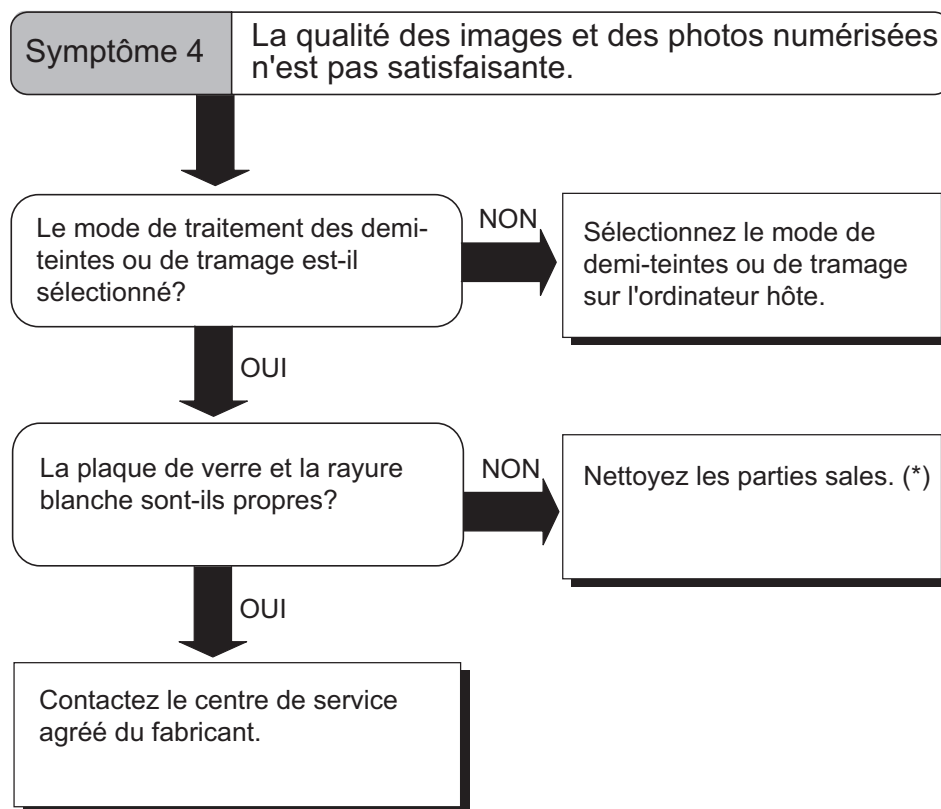 Symptôme 4
La qualité des images et des photos numérisées
n'est pas satisfaisante.
Le mode de traitement des demi-
teintes ou de tramage est-il
sélectionné?
NON
Sélectionnez le mode de
demi-teintes ou de tramage
sur l'ordinateur hôte.
OUI
La plaque de verre et la rayure
blanche sont-ils propres?
NON
Nettoyez les parties sales. (*)
OUI
Contactez le centre de service
agréé du fabricant.